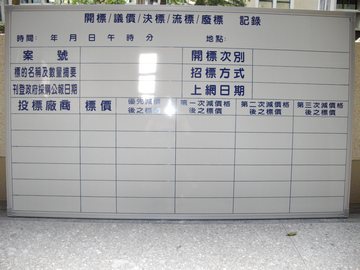 開標/議價/決標/流標/廢標 記錄
時間: 年 月 日 午 時 分 地點:
案號 開標次別
標的名稱及數量摘要 招標方式
刊登政府採購公報日期 上網日期
投標廠商 標價 優先減價後之標價 第一次減價格後之標價 第二次減價格後之標價 第三次減價格後之標價